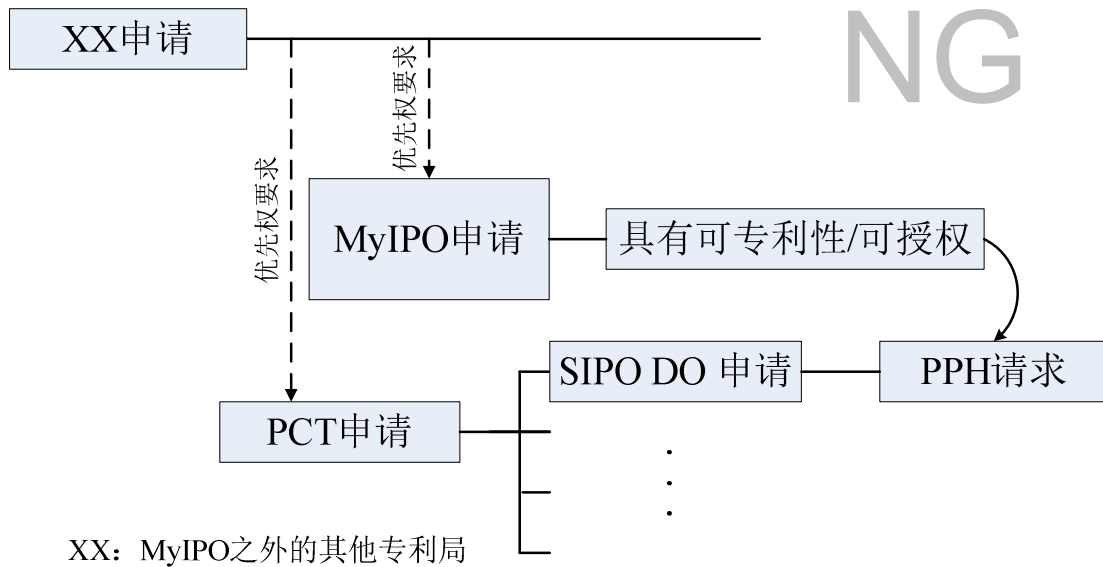 XX申请
NG
优先权要求
优先权要求
MyIPO申请
具有可专利性/可授权
SIPO DO 申请
PPH请求
PCT申请
XX：MyIPO之外的其他专利局